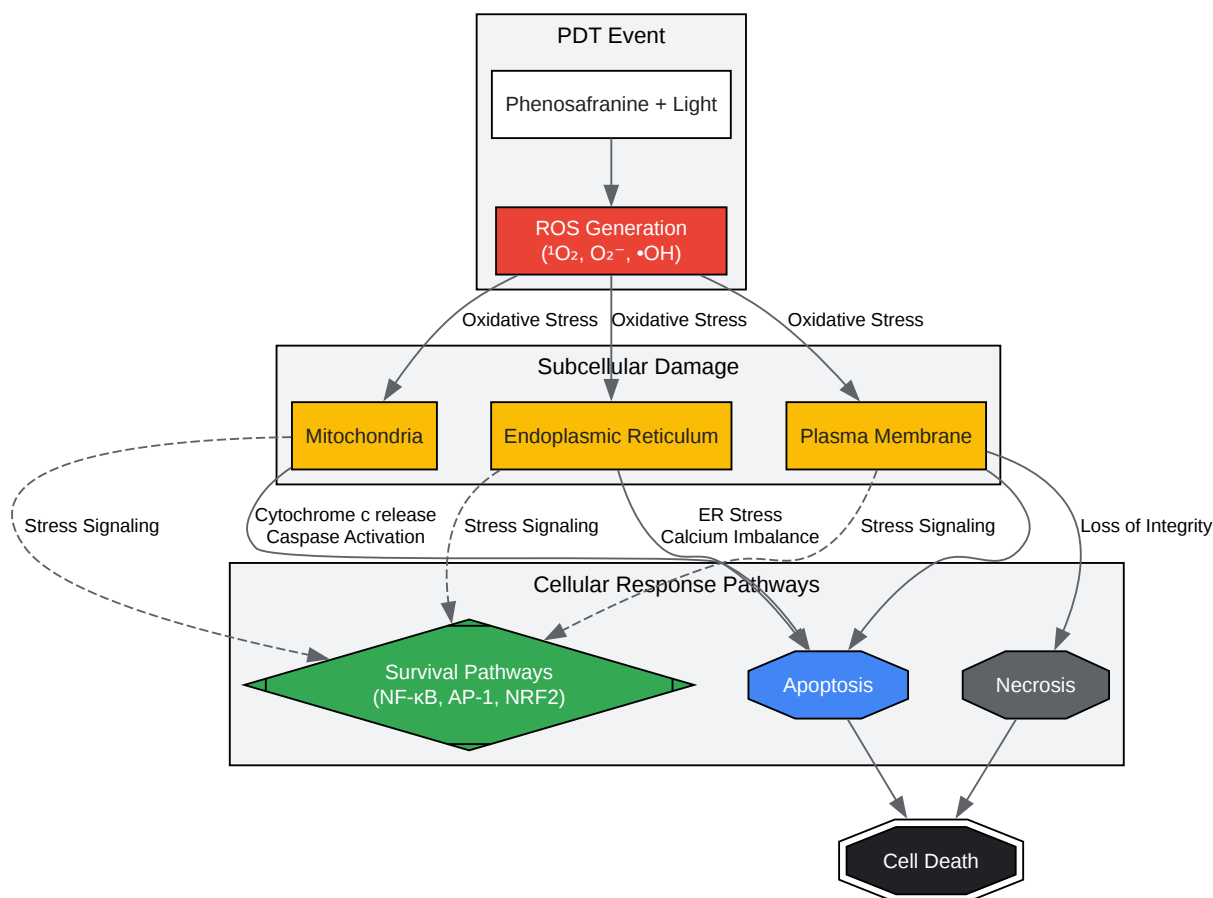 PDT Event
Phenosafranine + Light
ROS Generation
(¹O₂, O₂⁻, •OH)
Oxidative Stress
Oxidative Stress
Oxidative Stress
Subcellular Damage
Mitochondria
Endoplasmic Reticulum
Plasma Membrane
Stress Signaling
Cytochrome c release
Caspase Activation
Stress Signaling
ER Stress
Calcium Imbalance
Stress Signaling
Loss of Integrity
Cellular Response Pathways
Survival Pathways
(NF-κB, AP-1, NRF2)
Apoptosis
Necrosis
Cell Death